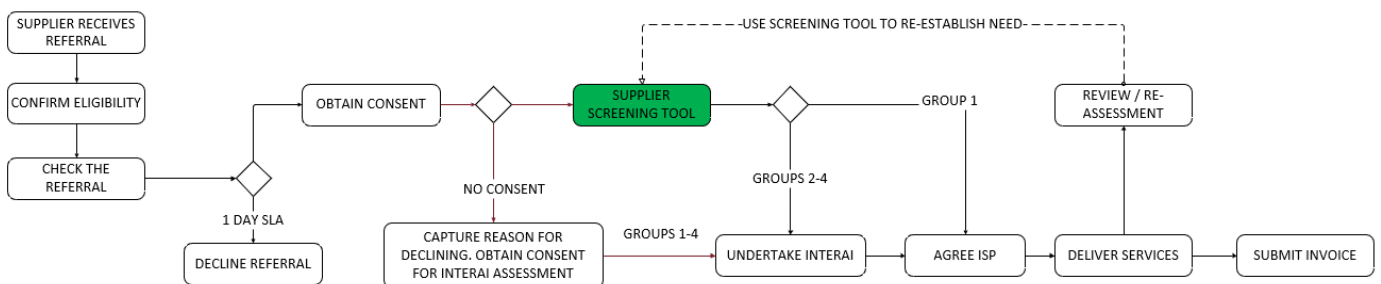 SUPPLIER RECEIVES
REFERRAL
CONFIRM ELIGIBILITY
CHECK THE
REFERRAL
1 DAY SLA
DECLINE REFERRAL
OBTAIN CONSENT
NO CONSENT
CAPTURE REASON FOR
DECLINING. OBTAIN CONSENT
FOR INTERAI ASSESSMENT
GROUPS 1-4
SUPPLIER
SCREENING TOOL
USE SCREENING TOOL TO RE-ESTABLISH NEED
GROUPS 2-4
GROUP 1
UNDERTAKE INTERAI
AGREE ISP
DELIVER SERVICES
REVIEW / RE-
ASSESSMENT
SUBMIT INVOICE